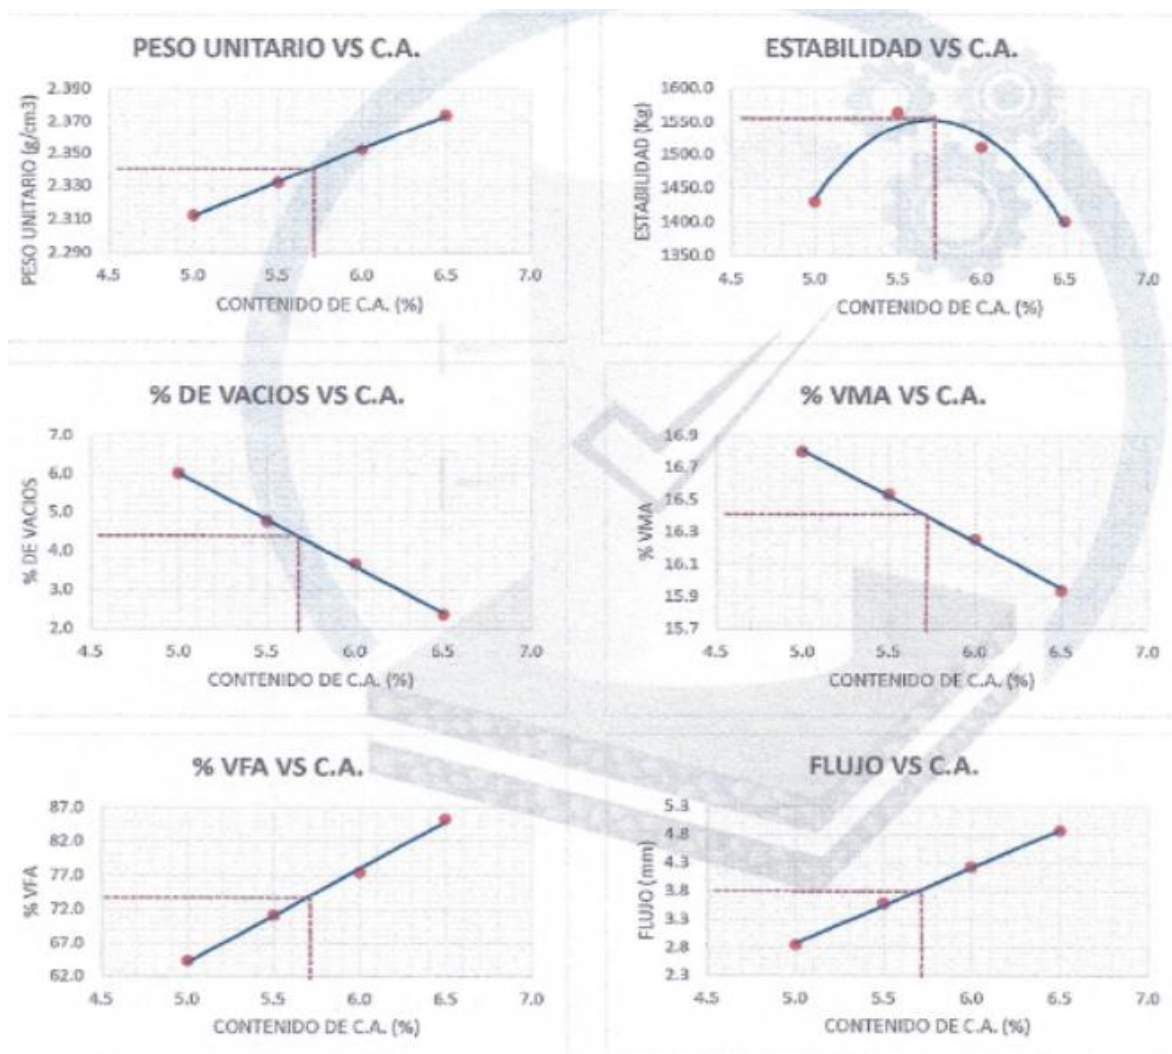 PESO UNITARIO VS C.A.
PESO UNITARIO (g/cm3)
2.390
2.370
2.350
2.330
2.310
2.290
4.5 5.0 5.5 6.0 6.5 7.0
CONTENIDO DE C.A. (%)
ESTABILIDAD VS C.A.
ESTABILIDAD (Kg)
1600.0
1550.0
1500.0
1450.0
1400.0
1350.0
4.5 5.0 5.5 6.0 6.5 7.0
CONTENIDO DE C.A. (%)
% DE VACIOS VS C.A.
% DE VACIOS
7.0
6.0
5.0
4.0
3.0
2.0
4.5 5.0 5.5 6.0 6.5 7.0
CONTENIDO DE C.A. (%)
% VMA VS C.A.
% VMA
16.9
16.7
16.5
16.3
16.1
15.9
15.7
4.5 5.0 5.5 6.0 6.5 7.0
CONTENIDO DE C.A. (%)
% VFA VS C.A.
% VFA
87.0
82.0
77.0
72.0
67.0
62.0
4.5 5.0 5.5 6.0 6.5 7.0
CONTENIDO DE C.A. (%)
FLUJO VS C.A.
FLUJO (mm)
5.3
4.8
4.3
3.8
3.3
2.8
2.3
4.5 5.0 5.5 6.0 6.5 7.0
CONTENIDO DE C.A. (%)